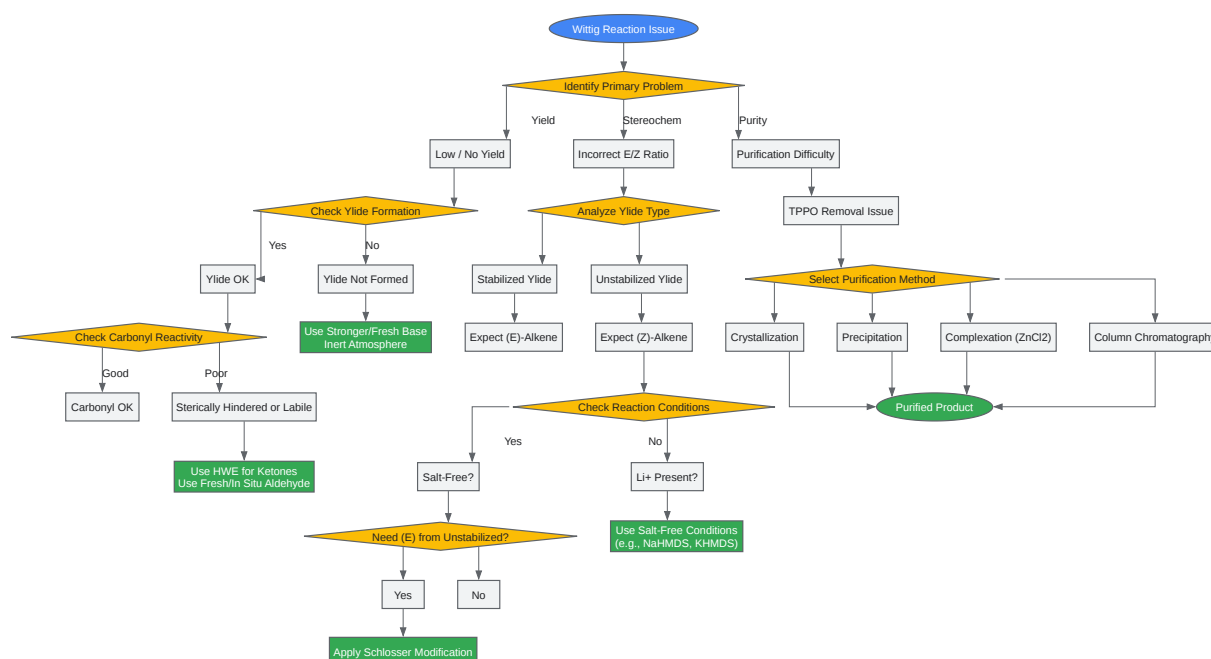 Wittig Reaction Issue
Identify Primary Problem
Yield
Stereochem
Purity
Low / No Yield
Incorrect E/Z Ratio
Purification Difficulty
Check Ylide Formation
Analyze Ylide Type
TPPO Removal Issue
Yes
No
Ylide OK
Ylide Not Formed
Stabilized Ylide
Unstabilized Ylide
Select Purification Method
Check Carbonyl Reactivity
Use Stronger/Fresh Base
Inert Atmosphere
Expect (E)-Alkene
Expect (Z)-Alkene
Crystallization
Precipitation
Complexation (ZnCl2)
Column Chromatography
Good
Poor
Carbonyl OK
Sterically Hindered or Labile
Check Reaction Conditions
Purified Product
Yes
No
Use HWE for Ketones
Use Fresh/In Situ Aldehyde
Salt-Free?
Li+ Present?
Need (E) from Unstabilized?
Use Salt-Free Conditions
(e.g., NaHMDS, KHMDS)
Yes
No
Apply Schlosser Modification